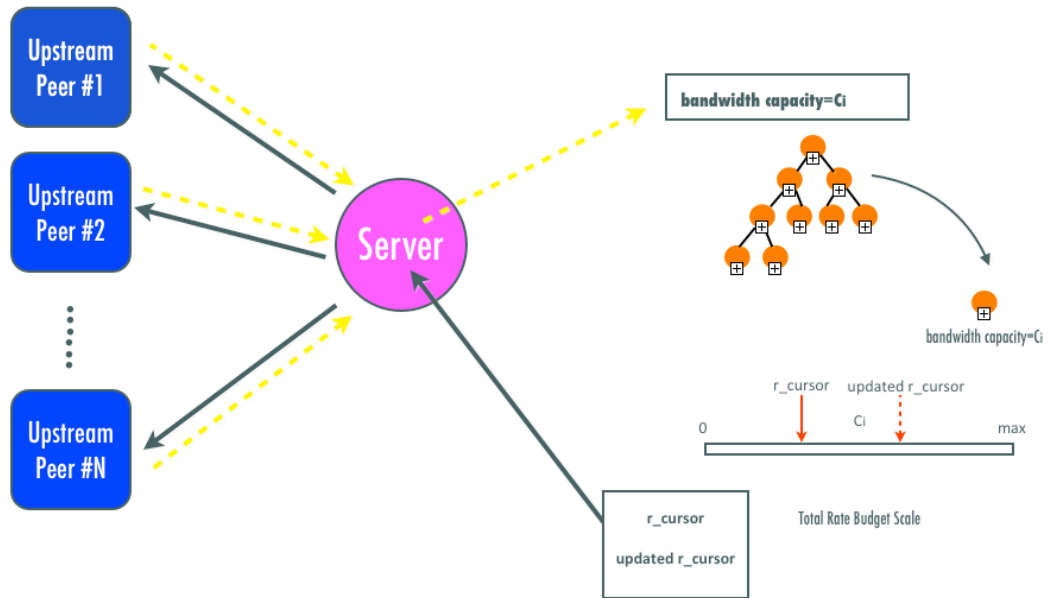 Upstream
Peer #1
Upstream
Peer #2
Upstream
Peer #N
Server
bandwidth capacity=Ci
bandwidth capacity=Ci
r_cursor updated r_cursor
0 Ci max
Total Rate Budget Scale
r_cursor
updated r_cursor